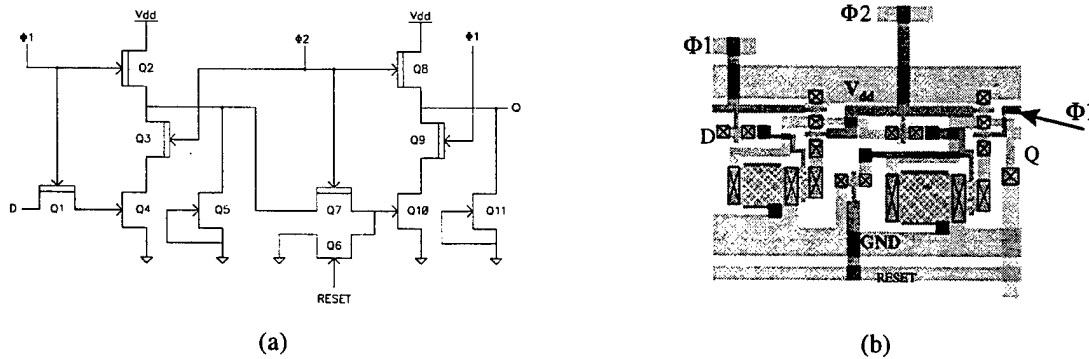 Vdd
Vdd
Φ1
Φ2
Φ1
Q2
Q8
Q3
Q9
O
D
Q1
Q4
Q5
Q7
Q10
Q11
Q6
RESET
(a)
Φ2
Φ1
Vdd
Φ1
D
Q
GND
RESET
(b)